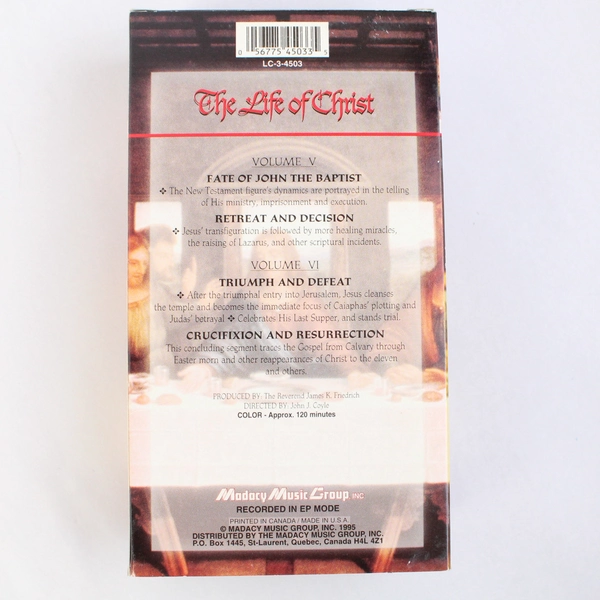 0 56775 45033 5
LC-3-4503
The Life of Christ
VOLUME V
FATE OF JOHN THE BAPTIST
❖ The New Testament figure's dynamics are portrayed in the telling
of His ministry, imprisonment and execution.
RETREAT AND DECISION
❖ Jesus' transfiguration is followed by more healing miracles,
the raising of Lazarus, and other scriptural incidents.
VOLUME VI
TRIUMPH AND DEFEAT
❖ After the triumphal entry into Jerusalem, Jesus cleanses
the temple and becomes the immediate focus of Caiaphas' plotting and
Judas' betrayal ❖ Celebrates His Last Supper, and stands trial.
CRUCIFIXION AND RESURRECTION
This concluding segment traces the Gospel from Calvary through
Easter morn and other reappearances of Christ to the eleven
and others.
PRODUCED BY: The Reverend James K. Friedrich
DIRECTED BY: John J. Coyle
COLOR - Approx. 120 minutes
Madacy Music Group INC.
RECORDED IN EP MODE
PRINTED IN CANADA / MADE IN U.S.A
© MADACY MUSIC GROUP, INC. 1995
DISTRIBUTED BY THE MADACY MUSIC GROUP, INC.
P.O. Box 1445, St-Laurent, Quebec, Canada H4L 4Z1